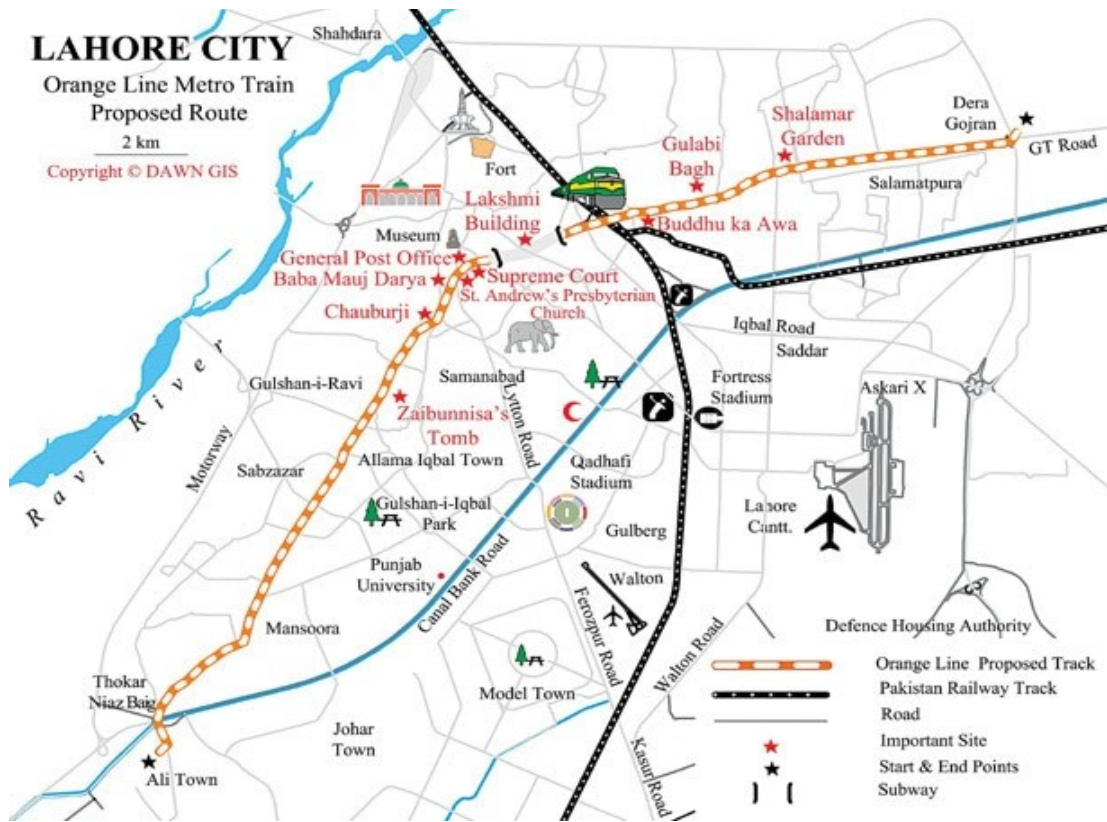 LAHORE CITY
Orange Line Metro Train
Proposed Route
2 km
Copyright © DAWN GIS
Shahdara
Fort
Museum
Lakshmi
Building
General Post Office
Baba Mauj Darya
Supreme Court
St. Andrew's Presbyterian
Church
Chauburji
Gulabi
Bagh
Shalamar
Garden
Buddhu ka Awa
Dera
Gojran
GT Road
Salamatpura
Iqbal Road
Saddar
Fortress
Stadium
Askari X
Samanabad
Lytton Road
Gulshan-i-Ravi
Zaibunnisa's
Tomb
Ravi River
Motorway
Sabzazar
Allama Iqbal Town
Qadhafi
Stadium
Gulshan-i-Iqbal
Park
Gulberg
Lahore
Cantt.
Punjab
University
Canal Bank Road
Walton
Ferozpur Road
Walton Road
Mansoora
Model Town
Thokar
Niaz Baig
Johar
Town
Ali Town
Kasur Road
Defence Housing Authority
Orange Line Proposed Track
Pakistan Railway Track
Road
Important Site
Start & End Points
Subway